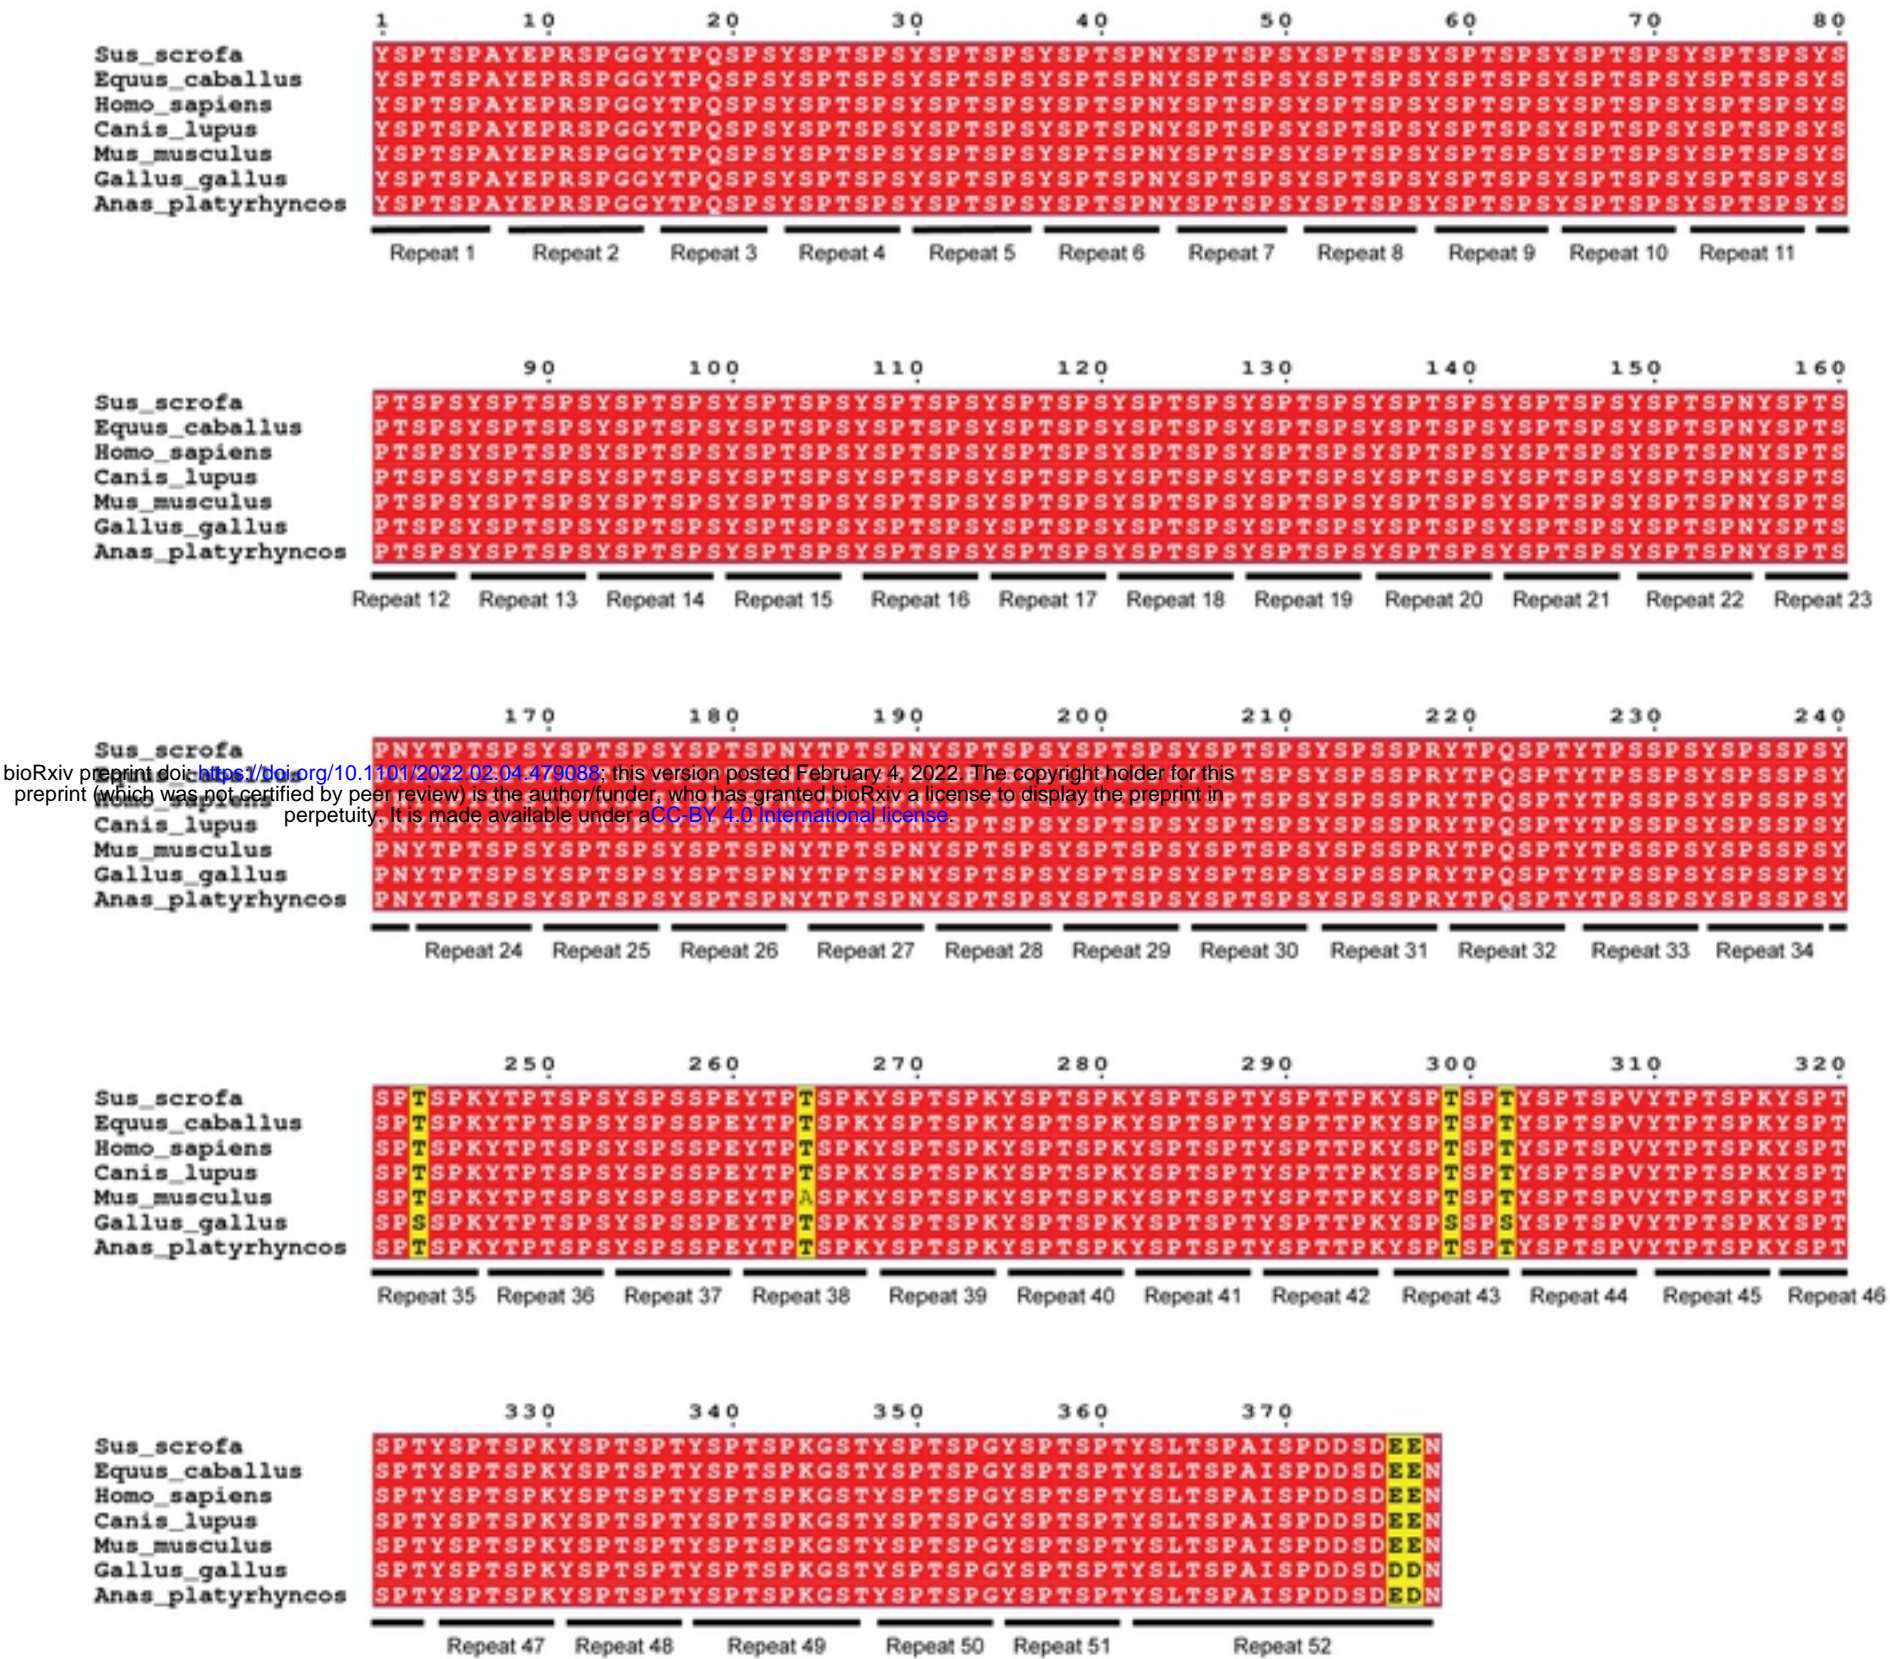 1 10 20 30 40 50 60 70 80
Sus_scrofa YSPTSPAYEPRSPGGYTPQSPSYSPTSPSYSPTSPSYSPTSPNYSPTSPSYSPTSPSYSPTSPSYSPTSPSYSPTSPSYS
Equus_caballus YSPTSPAYEPRSPGGYTPQSPSYSPTSPSYSPTSPSYSPTSPNYSPTSPSYSPTSPSYSPTSPSYSPTSPSYSPTSPSYS
Homo_sapiens YSPTSPAYEPRSPGGYTPQSPSYSPTSPSYSPTSPSYSPTSPNYSPTSPSYSPTSPSYSPTSPSYSPTSPSYSPTSPSYS
Canis_lupus YSPTSPAYEPRSPGGYTPQSPSYSPTSPSYSPTSPSYSPTSPNYSPTSPSYSPTSPSYSPTSPSYSPTSPSYSPTSPSYS
Mus_musculus YSPTSPAYEPRSPGGYTPQSPSYSPTSPSYSPTSPSYSPTSPNYSPTSPSYSPTSPSYSPTSPSYSPTSPSYSPTSPSYS
Gallus_gallus YSPTSPAYEPRSPGGYTPQSPSYSPTSPSYSPTSPSYSPTSPNYSPTSPSYSPTSPSYSPTSPSYSPTSPSYSPTSPSYS
Anas_platyrhyncos YSPTSPAYEPRSPGGYTPQSPSYSPTSPSYSPTSPSYSPTSPNYSPTSPSYSPTSPSYSPTSPSYSPTSPSYSPTSPSYS
Repeat 1 Repeat 2 Repeat 3 Repeat 4 Repeat 5 Repeat 6 Repeat 7 Repeat 8 Repeat 9 Repeat 10 Repeat 11
90 100 110 120 130 140 150 160
Sus_scrofa PTSPSYSPTSPSYSPTSPSYSPTSPSYSPTSPSYSPTSPSYSPTSPSYSPTSPSYSPTSPSYSPTSPSYSPTSPNYSPTS
Equus_caballus PTSPSYSPTSPSYSPTSPSYSPTSPSYSPTSPSYSPTSPSYSPTSPSYSPTSPSYSPTSPSYSPTSPSYSPTSPNYSPTS
Homo_sapiens PTSPSYSPTSPSYSPTSPSYSPTSPSYSPTSPSYSPTSPSYSPTSPSYSPTSPSYSPTSPSYSPTSPSYSPTSPNYSPTS
Canis_lupus PTSPSYSPTSPSYSPTSPSYSPTSPSYSPTSPSYSPTSPSYSPTSPSYSPTSPSYSPTSPSYSPTSPSYSPTSPNYSPTS
Mus_musculus PTSPSYSPTSPSYSPTSPSYSPTSPSYSPTSPSYSPTSPSYSPTSPSYSPTSPSYSPTSPSYSPTSPSYSPTSPNYSPTS
Gallus_gallus PTSPSYSPTSPSYSPTSPSYSPTSPSYSPTSPSYSPTSPSYSPTSPSYSPTSPSYSPTSPSYSPTSPSYSPTSPNYSPTS
Anas_platyrhyncos PTSPSYSPTSPSYSPTSPSYSPTSPSYSPTSPSYSPTSPSYSPTSPSYSPTSPSYSPTSPSYSPTSPSYSPTSPNYSPTS
Repeat 12 Repeat 13 Repeat 14 Repeat 15 Repeat 16 Repeat 17 Repeat 18 Repeat 19 Repeat 20 Repeat 21 Repeat 22 Repeat 23
170 180 190 200 210 220 230 240
Sus_scrofa PNYTPTSPSYSPTSPSYSPTSPNYTPTSPNYSPTSPSYSPTSPSYSPTSPSYSPSSPRYTPQSPTYTPSSPSYSPSSPSY
bioRxiv preprint doi: https://doi.org/10.1101/2022.02.04.479088; this version posted February 4, 2022. The copyright holder for this
Equus_caballus TSPSYSPSSPRYTPQSPTYTPSSPSYSPSSPSY
preprint (which was not certified by peer review) is the author/funder, who has granted bioRxiv a license to display the preprint in
Homo_sapiens TSPSYSPSSPRYTPQSPTYTPSSPSYSPSSPSY
perpetuity. It is made available under aCC-BY 4.0 International license.
Canis_lupus PNYTPTSPSYSPTSPSYSPTSPNYTPTSPNYSPTSPSYSPTSPSYSPTSPSYSPSSPRYTPQSPTYTPSSPSYSPSSPSY
Mus_musculus PNYTPTSPSYSPTSPSYSPTSPNYTPTSPNYSPTSPSYSPTSPSYSPTSPSYSPSSPRYTPQSPTYTPSSPSYSPSSPSY
Gallus_gallus PNYTPTSPSYSPTSPSYSPTSPNYTPTSPNYSPTSPSYSPTSPSYSPTSPSYSPSSPRYTPQSPTYTPSSPSYSPSSPSY
Anas_platyrhyncos PNYTPTSPSYSPTSPSYSPTSPNYTPTSPNYSPTSPSYSPTSPSYSPTSPSYSPSSPRYTPQSPTYTPSSPSYSPSSPSY
Repeat 24 Repeat 25 Repeat 26 Repeat 27 Repeat 28 Repeat 29 Repeat 30 Repeat 31 Repeat 32 Repeat 33 Repeat 34
250 260 270 280 290 300 310 320
Sus_scrofa SPTSPKYTPTSPSYSPSSPEYTPTSPKYSPTSPKYSPTSPKYSPTSPTYSPTTPKYSPTSPTYSPTSPVYTPTSPKYSPT
Equus_caballus SPTSPKYTPTSPSYSPSSPEYTPTSPKYSPTSPKYSPTSPKYSPTSPTYSPTTPKYSPTSPTYSPTSPVYTPTSPKYSPT
Homo_sapiens SPTSPKYTPTSPSYSPSSPEYTPTSPKYSPTSPKYSPTSPKYSPTSPTYSPTTPKYSPTSPTYSPTSPVYTPTSPKYSPT
Canis_lupus SPTSPKYTPTSPSYSPSSPEYTPTSPKYSPTSPKYSPTSPKYSPTSPTYSPTTPKYSPTSPTYSPTSPVYTPTSPKYSPT
Mus_musculus SPTSPKYTPTSPSYSPSSPEYTPASPKYSPTSPKYSPTSPKYSPTSPTYSPTTPKYSPTSPTYSPTSPVYTPTSPKYSPT
Gallus_gallus SPSSPKYTPTSPSYSPSSPEYTPTSPKYSPTSPKYSPTSPKYSPTSPTYSPTTPKYSPSSPSYSPTSPVYTPTSPKYSPT
Anas_platyrhyncos SPTSPKYTPTSPSYSPSSPEYTPTSPKYSPTSPKYSPTSPKYSPTSPTYSPTTPKYSPTSPTYSPTSPVYTPTSPKYSPT
Repeat 35 Repeat 36 Repeat 37 Repeat 38 Repeat 39 Repeat 40 Repeat 41 Repeat 42 Repeat 43 Repeat 44 Repeat 45 Repeat 46
330 340 350 360 370
Sus_scrofa SPTYSPTSPKYSPTSPTYSPTSPKGSTYSPTSPGYSPTSPTYSLTSPAISPDDSDEEN
Equus_caballus SPTYSPTSPKYSPTSPTYSPTSPKGSTYSPTSPGYSPTSPTYSLTSPAISPDDSDEEN
Homo_sapiens SPTYSPTSPKYSPTSPTYSPTSPKGSTYSPTSPGYSPTSPTYSLTSPAISPDDSDEEN
Canis_lupus SPTYSPTSPKYSPTSPTYSPTSPKGSTYSPTSPGYSPTSPTYSLTSPAISPDDSDEEN
Mus_musculus SPTYSPTSPKYSPTSPTYSPTSPKGSTYSPTSPGYSPTSPTYSLTSPAISPDDSDEEN
Gallus_gallus SPTYSPTSPKYSPTSPTYSPTSPKGSTYSPTSPGYSPTSPTYSLTSPAISPDDSDDDN
Anas_platyrhyncos SPTYSPTSPKYSPTSPTYSPTSPKGSTYSPTSPGYSPTSPTYSLTSPAISPDDSDEDN
Repeat 47 Repeat 48 Repeat 49 Repeat 50 Repeat 51 Repeat 52